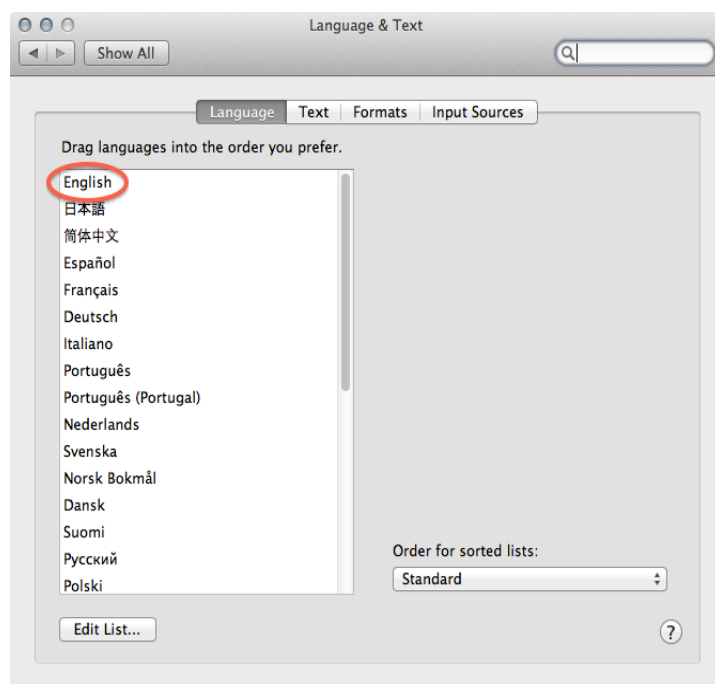 Language & Text
Show All
Language Text Formats Input Sources
Drag languages into the order you prefer.
English
日本語
简体中文
Español
Français
Deutsch
Italiano
Português
Português (Portugal)
Nederlands
Svenska
Norsk Bokmål
Dansk
Suomi
Русский
Polski
Order for sorted lists:
Standard
Edit List...
?